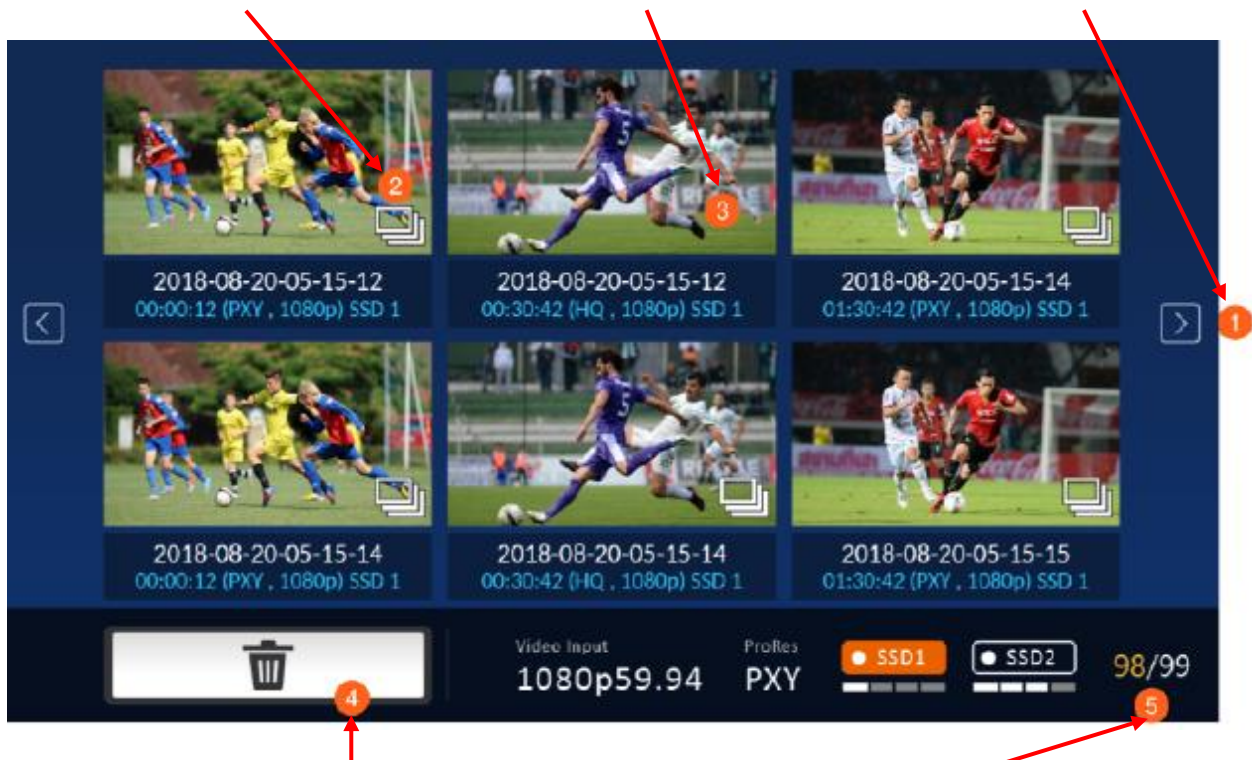 2
3
2018-08-20-05-15-12
00:00:12 (PXY , 1080p) SSD 1
2018-08-20-05-15-12
00:30:42 (HQ , 1080p) SSD 1
2018-08-20-05-15-14
01:30:42 (PXY , 1080p) SSD 1
1
5
2018-08-20-05-15-14
00:00:12 (PXY , 1080p) SSD 1
5
2018-08-20-05-15-14
00:30:42 (HQ , 1080p) SSD 1
2018-08-20-05-15-15
01:30:42 (PXY , 1080p) SSD 1
4
Video Input
1080p59.94
ProRes
PXY
SSD1
SSD2
98/99
5